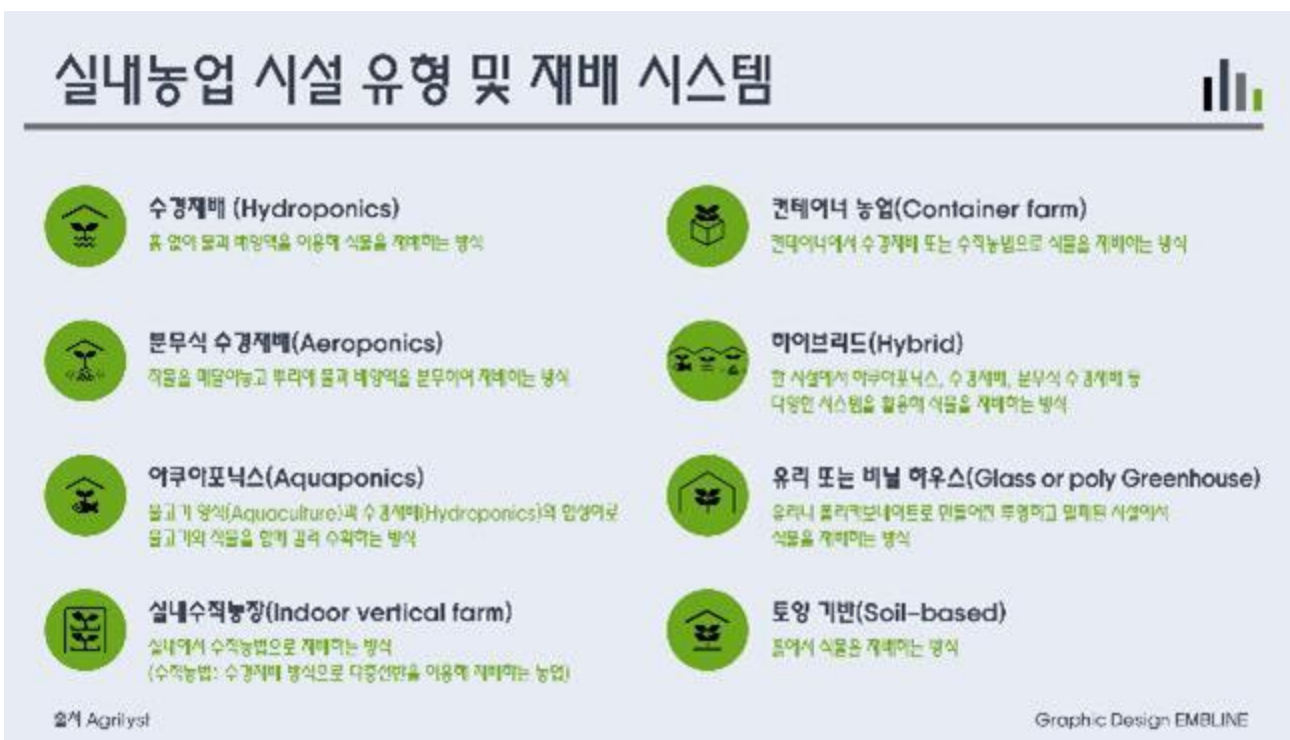 실내농업 시설 유형 및 재배 시스템
수경재배 (Hydroponics)
흙 없이 물과 배양액을 이용해 식물을 재배하는 방식
분무식 수경재배(Aeroponics)
작물을 매달아놓고 뿌리에 물과 배양액을 분무하여 재배하는 방식
아쿠아포닉스(Aquaponics)
물고기 양식(Aquaculture)과 수경재배(Hydroponics)의 합성어로
물고기와 식물을 함께 길러 수확하는 방식
실내수직농장(Indoor vertical farm)
실내에서 수직농법으로 재배하는 방식
(수직농법: 수경재배 방식으로 다중선반을 이용해 재배하는 농업)
컨테이너 농업(Container farm)
컨테이너에서 수경재배 또는 수직농법으로 식물을 재배하는 방식
하이브리드(Hybrid)
한 시설에서 아쿠아포닉스, 수경재배, 분무식 수경재배 등
다양한 시스템을 활용해 식물을 재배하는 방식
유리 또는 비닐 하우스(Glass or poly Greenhouse)
유리나 폴리카보네이트로 만들어진 투명하고 밀폐된 시설에서
식물을 재배하는 방식
토양 기반(Soil-based)
흙에서 식물을 재배하는 방식
출처 Agrilyst
Graphic Design EMBLINE